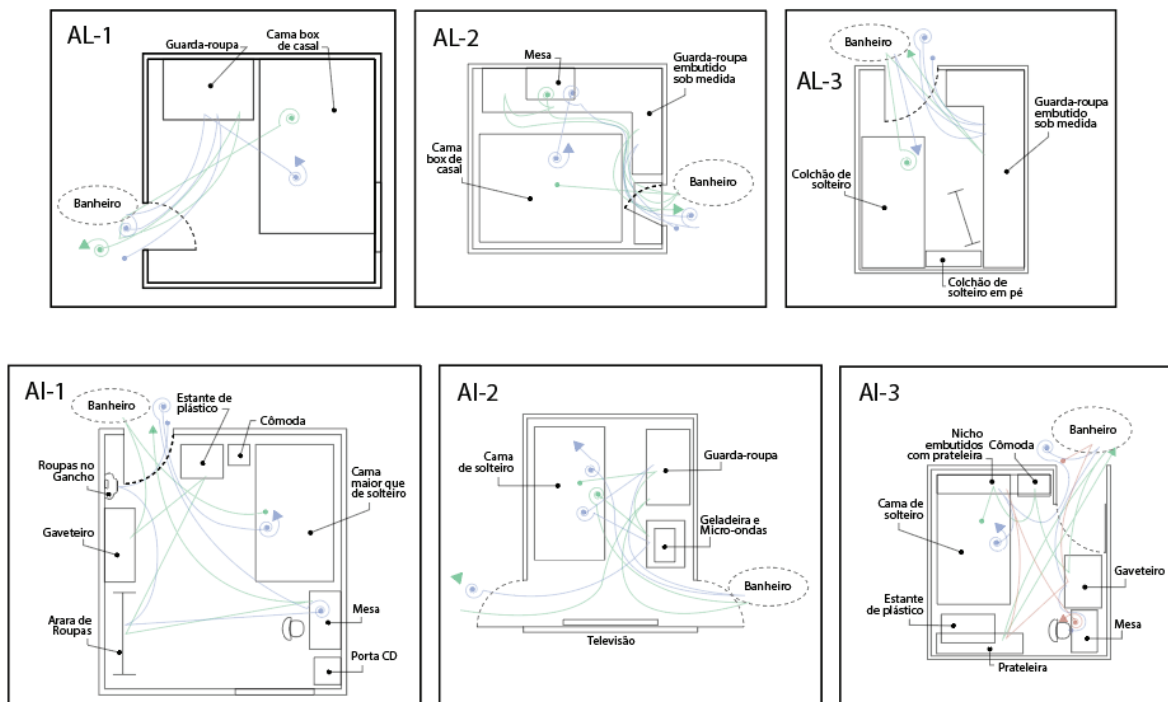 AL-1
Guarda-roupa
Cama box
de casal
Banheiro
AL-2
Mesa
Guarda-roupa
embutido
sob medida
Cama
box de
casal
Banheiro
AL-3
Banheiro
Guarda-roupa
embutido
sob medida
Colchão de
solteiro
Colchão de
solteiro em pé
AI-1
Banheiro
Estante de
plástico
Cômoda
Roupas no
Gancho
Cama
maior que
de solteiro
Gaveteiro
Arara de
Roupas
Mesa
Porta CD
AI-2
Cama
de solteiro
Guarda-roupa
Geladeira e
Micro-ondas
Banheiro
Televisão
AI-3
Banheiro
Nicho
embutidos
com prateleira
Cômoda
Cama de
solteiro
Gaveteiro
Estante
de plástico
Mesa
Prateleira